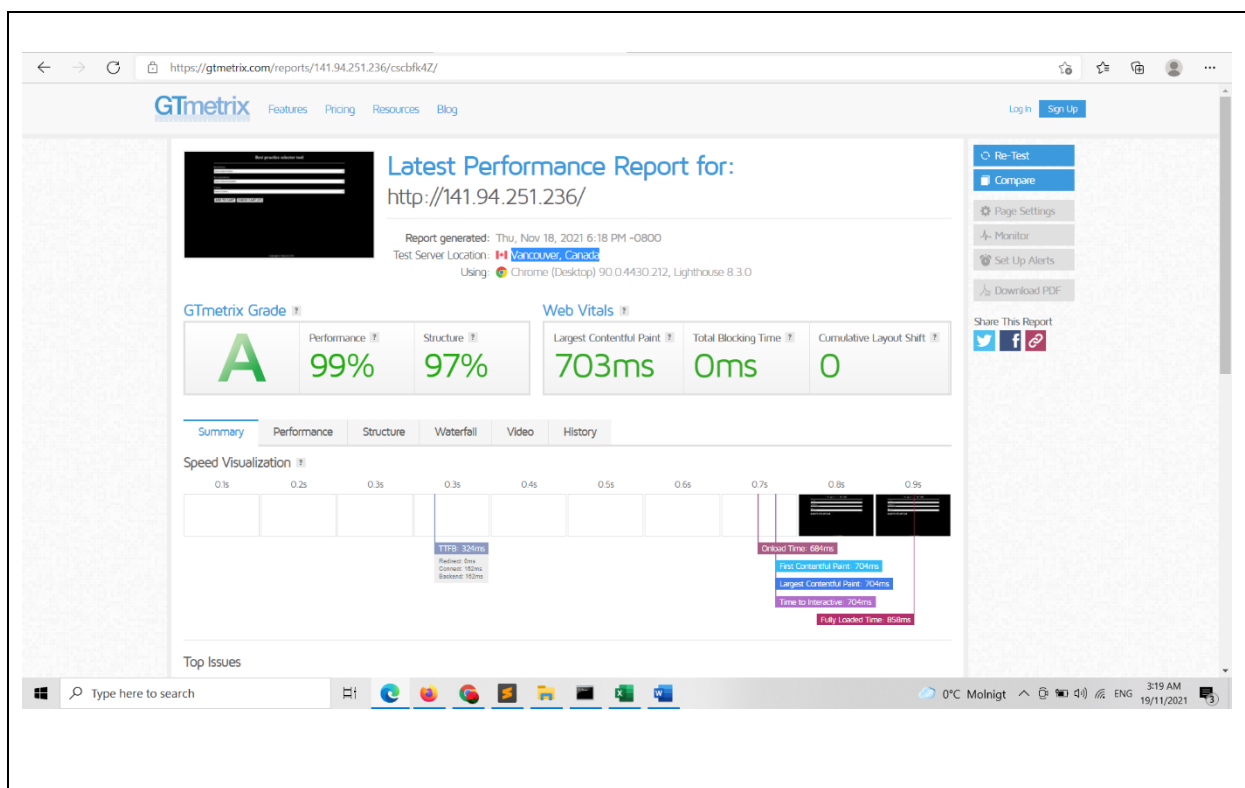 https://gtmetrix.com/reports/141.94.251.236/cscbfk4Z/
GTmetrix Features Pricing Resources Blog Log In Sign Up
Best practice selector tool
Latest Performance Report for:
http://141.94.251.236/
Report generated: Thu, Nov 18, 2021 6:18 PM -0800
Test Server Location: Vancouver, Canada
Using: Chrome (Desktop) 90.0.4430.212, Lighthouse 8.3.0
Re-Test
Compare
Page Settings
Monitor
Set Up Alerts
Download PDF
Share This Report
GTmetrix Grade ? Web Vitals ?
A
Performance ?
99%
Structure ?
97%
Largest Contentful Paint ?
703ms
Total Blocking Time ?
0ms
Cumulative Layout Shift ?
0
Summary Performance Structure Waterfall Video History
Speed Visualization ?
0.1s 0.2s 0.3s 0.3s 0.4s 0.5s 0.6s 0.7s 0.8s 0.9s
TTFB: 324ms
Redirect: 0ms
Connect: 162ms
Backend: 162ms
Onload Time: 684ms
First Contentful Paint: 704ms
Largest Contentful Paint: 704ms
Time to Interactive: 704ms
Fully Loaded Time: 858ms
Top Issues
Type here to search
0°C Molnigt ENG 3:19 AM
19/11/2021
3